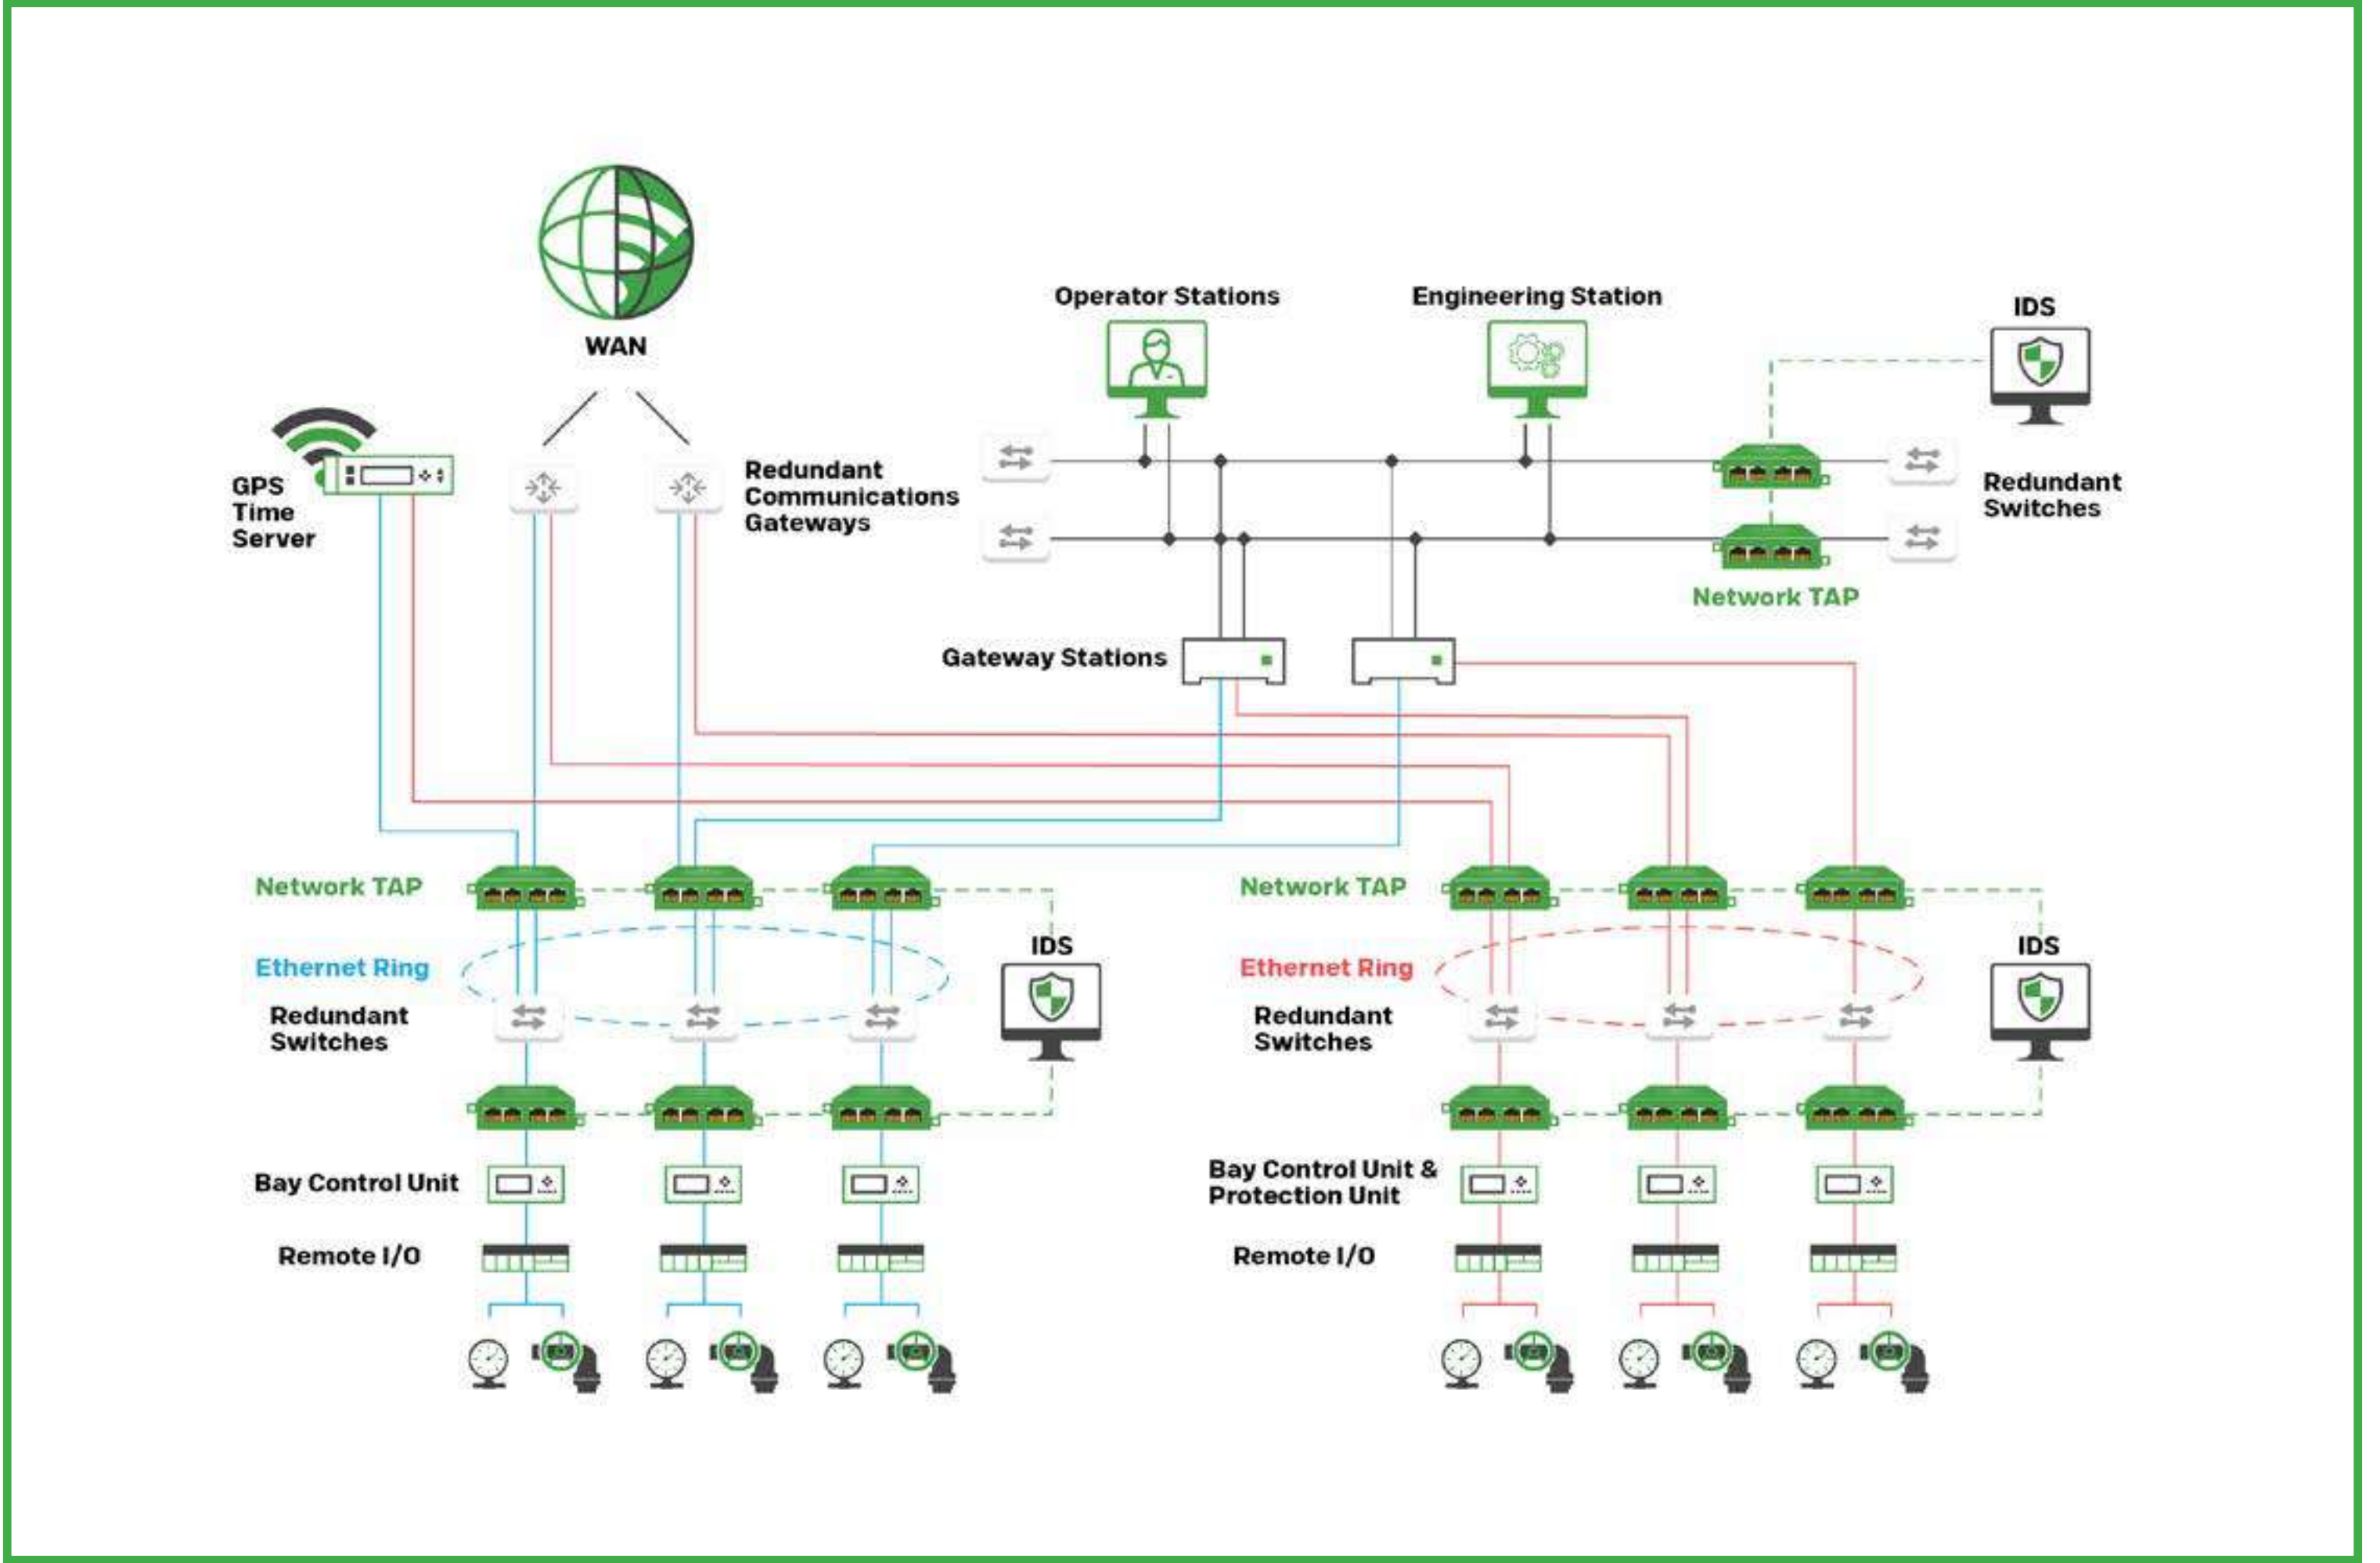 WAN
Operator Stations
Engineering Station
IDS
GPS
Time
Server
Redundant
Communications
Gateways
Redundant
Switches
Network TAP
Gateway Stations
Network TAP
Ethernet Ring
Redundant
Switches
IDS
Bay Control Unit
Remote I/O
Network TAP
Ethernet Ring
Redundant
Switches
IDS
Bay Control Unit &
Protection Unit
Remote I/O